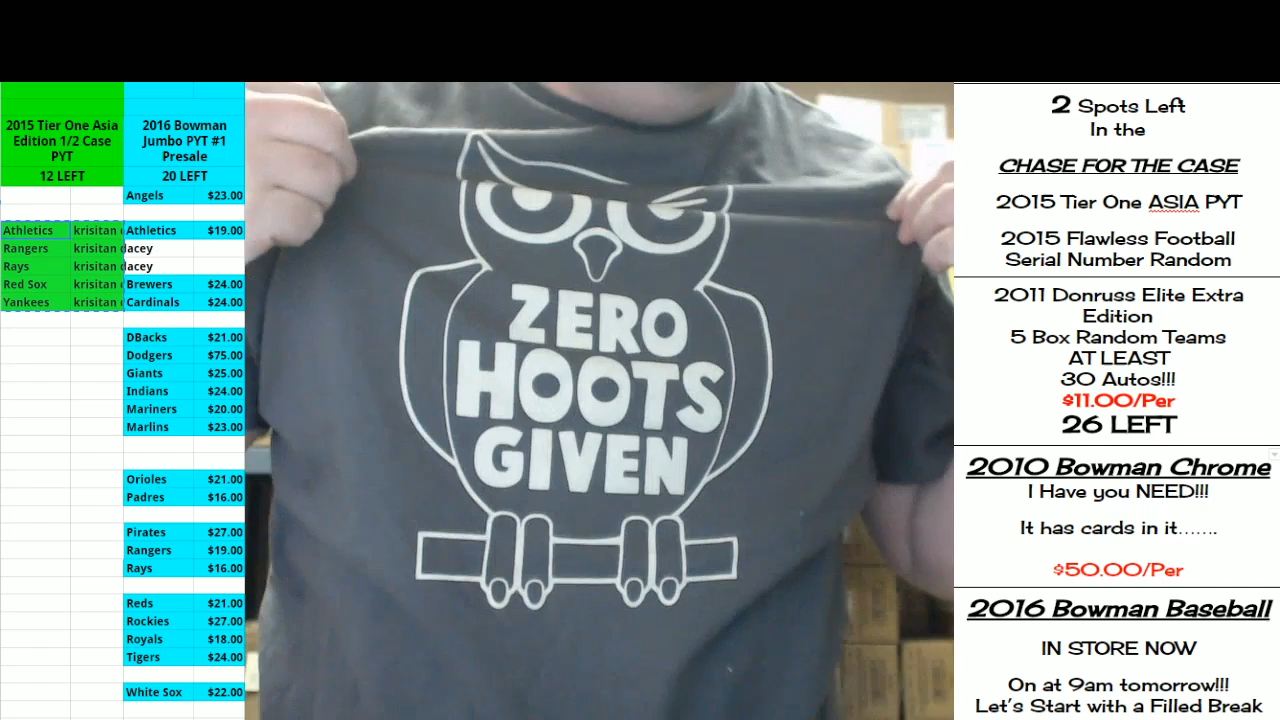 2015 Tier One Asia
Edition 1/2 Case
PYT
12 LEFT
Athletics krisitan
Rangers krisitan dacey
Rays krisitan dacey
Red Sox krisitan
Yankees krisitan
2016 Bowman
Jumbo PYT #1
Presale
20 LEFT
Angels $23.00
Athletics $19.00
Brewers $24.00
Cardinals $24.00
DBacks $21.00
Dodgers $75.00
Giants $25.00
Indians $24.00
Mariners $20.00
Marlins $23.00
Orioles $21.00
Padres $16.00
Pirates $27.00
Rangers $19.00
Rays $16.00
Reds $21.00
Rockies $27.00
Royals $18.00
Tigers $24.00
White Sox $22.00
ZERO
HOOTS
GIVEN
2 Spots Left
In the
CHASE FOR THE CASE
2015 Tier One ASIA PYT
2015 Flawless Football
Serial Number Random
2011 Donruss Elite Extra
Edition
5 Box Random Teams
AT LEAST
30 Autos!!!
$11.00/Per
26 LEFT
2010 Bowman Chrome
I Have you NEED!!!
It has cards in it.......
$50.00/Per
2016 Bowman Baseball
IN STORE NOW
On at 9am tomorrow!!!
Let's Start with a Filled Break